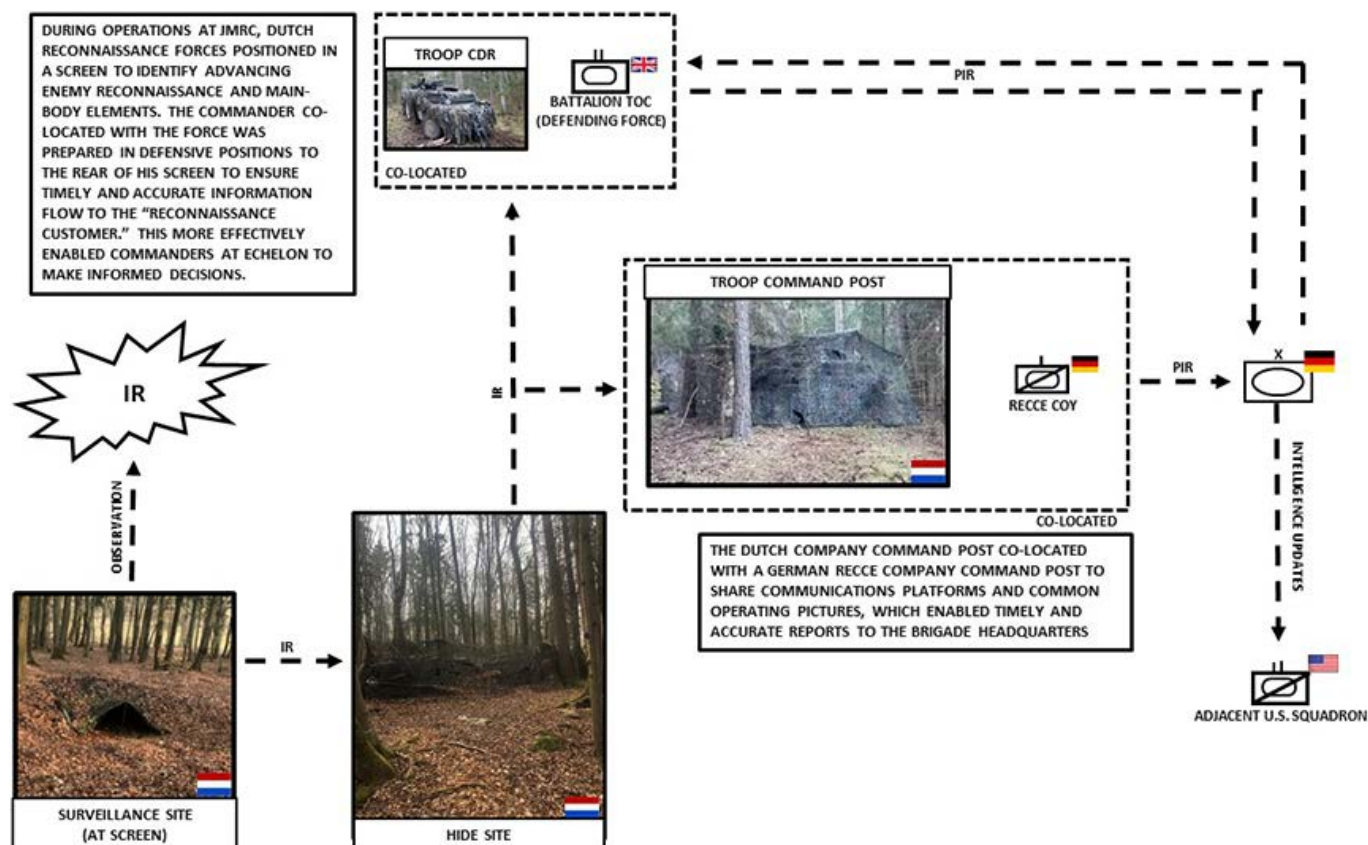 DURING OPERATIONS AT JMRC, DUTCH
RECONNAISSANCE FORCES POSITIONED IN
A SCREEN TO IDENTIFY ADVANCING
ENEMY RECONNAISSANCE AND MAIN-
BODY ELEMENTS. THE COMMANDER CO-
LOCATED WITH THE FORCE WAS
PREPARED IN DEFENSIVE POSITIONS TO
THE REAR OF HIS SCREEN TO ENSURE
TIMELY AND ACCURATE INFORMATION
FLOW TO THE “RECONNAISSANCE
CUSTOMER.” THIS MORE EFFECTIVELY
ENABLED COMMANDERS AT ECHELON TO
MAKE INFORMED DECISIONS.
TROOP CDR
BATTALION TOC
(DEFENDING FORCE)
CO-LOCATED
PIR
IR
OBSERVATION
SURVEILLANCE SITE
(AT SCREEN)
IR
HIDE SITE
IR
TROOP COMMAND POST
RECCE COY
CO-LOCATED
THE DUTCH COMPANY COMMAND POST CO-LOCATED
WITH A GERMAN RECCE COMPANY COMMAND POST TO
SHARE COMMUNICATIONS PLATFORMS AND COMMON
OPERATING PICTURES, WHICH ENABLED TIMELY AND
ACCURATE REPORTS TO THE BRIGADE HEADQUARTERS
PIR
X
INTELLIGENCE UPDATES
ADJACENT U.S. SQUADRON